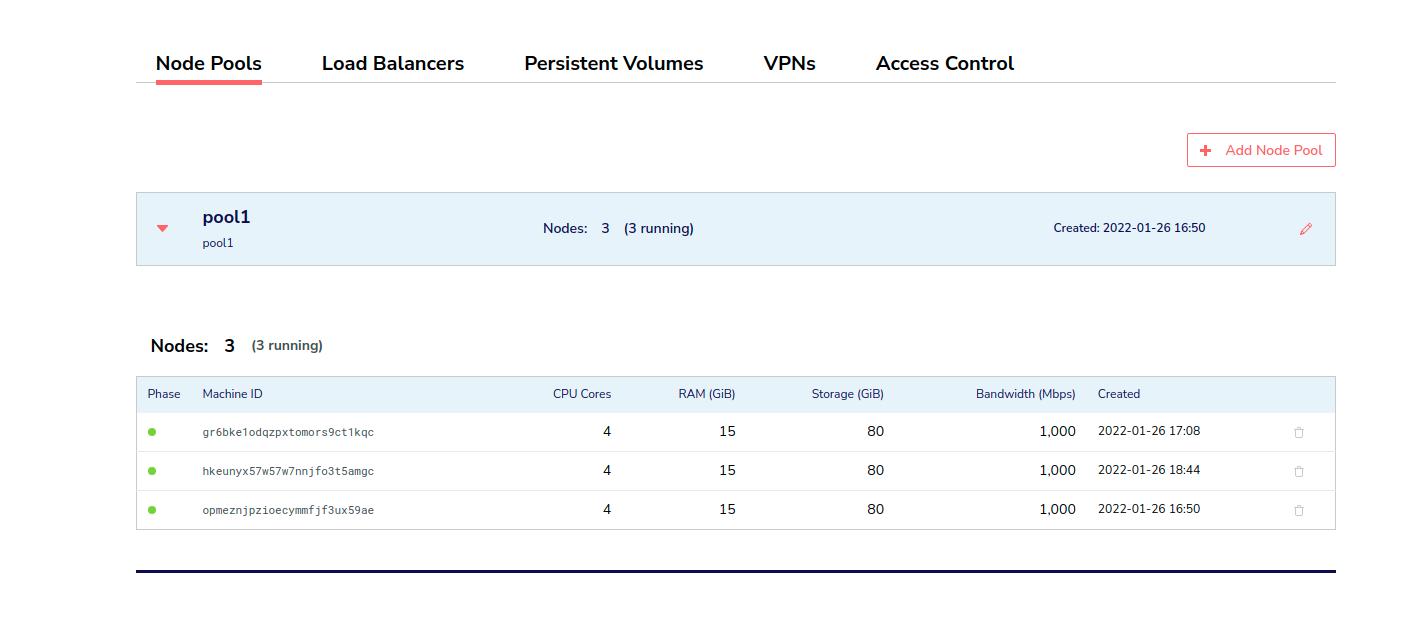 Node Pools Load Balancers Persistent Volumes VPNs Access Control
Add Node Pool
pool1
pool1
Nodes: 3 (3 running)
Created: 2022-01-26 16:50
Nodes: 3 (3 running)
Phase Machine ID CPU Cores RAM (GiB) Storage (GiB) Bandwidth (Mbps) Created
gr6bke1odqzpxtomors9ct1kqc 4 15 80 1,000 2022-01-26 17:08
hkeunyx57w57w7nnjfo3t5amgc 4 15 80 1,000 2022-01-26 18:44
opmeznjpzioecymmfjf3ux59ae 4 15 80 1,000 2022-01-26 16:50